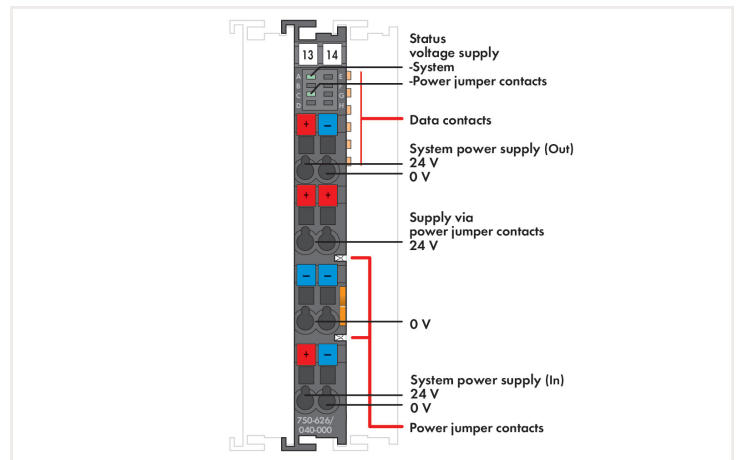 Status
voltage supply
-System
-Power jumper contacts
13 14
A E
B F
C G
D H
Data contacts
+ –
System power supply (Out)
24 V
0 V
+ +
Supply via
power jumper contacts
24 V
– –
0 V
+ –
System power supply (In)
24 V
0 V
750-626/
040-000
Power jumper contacts